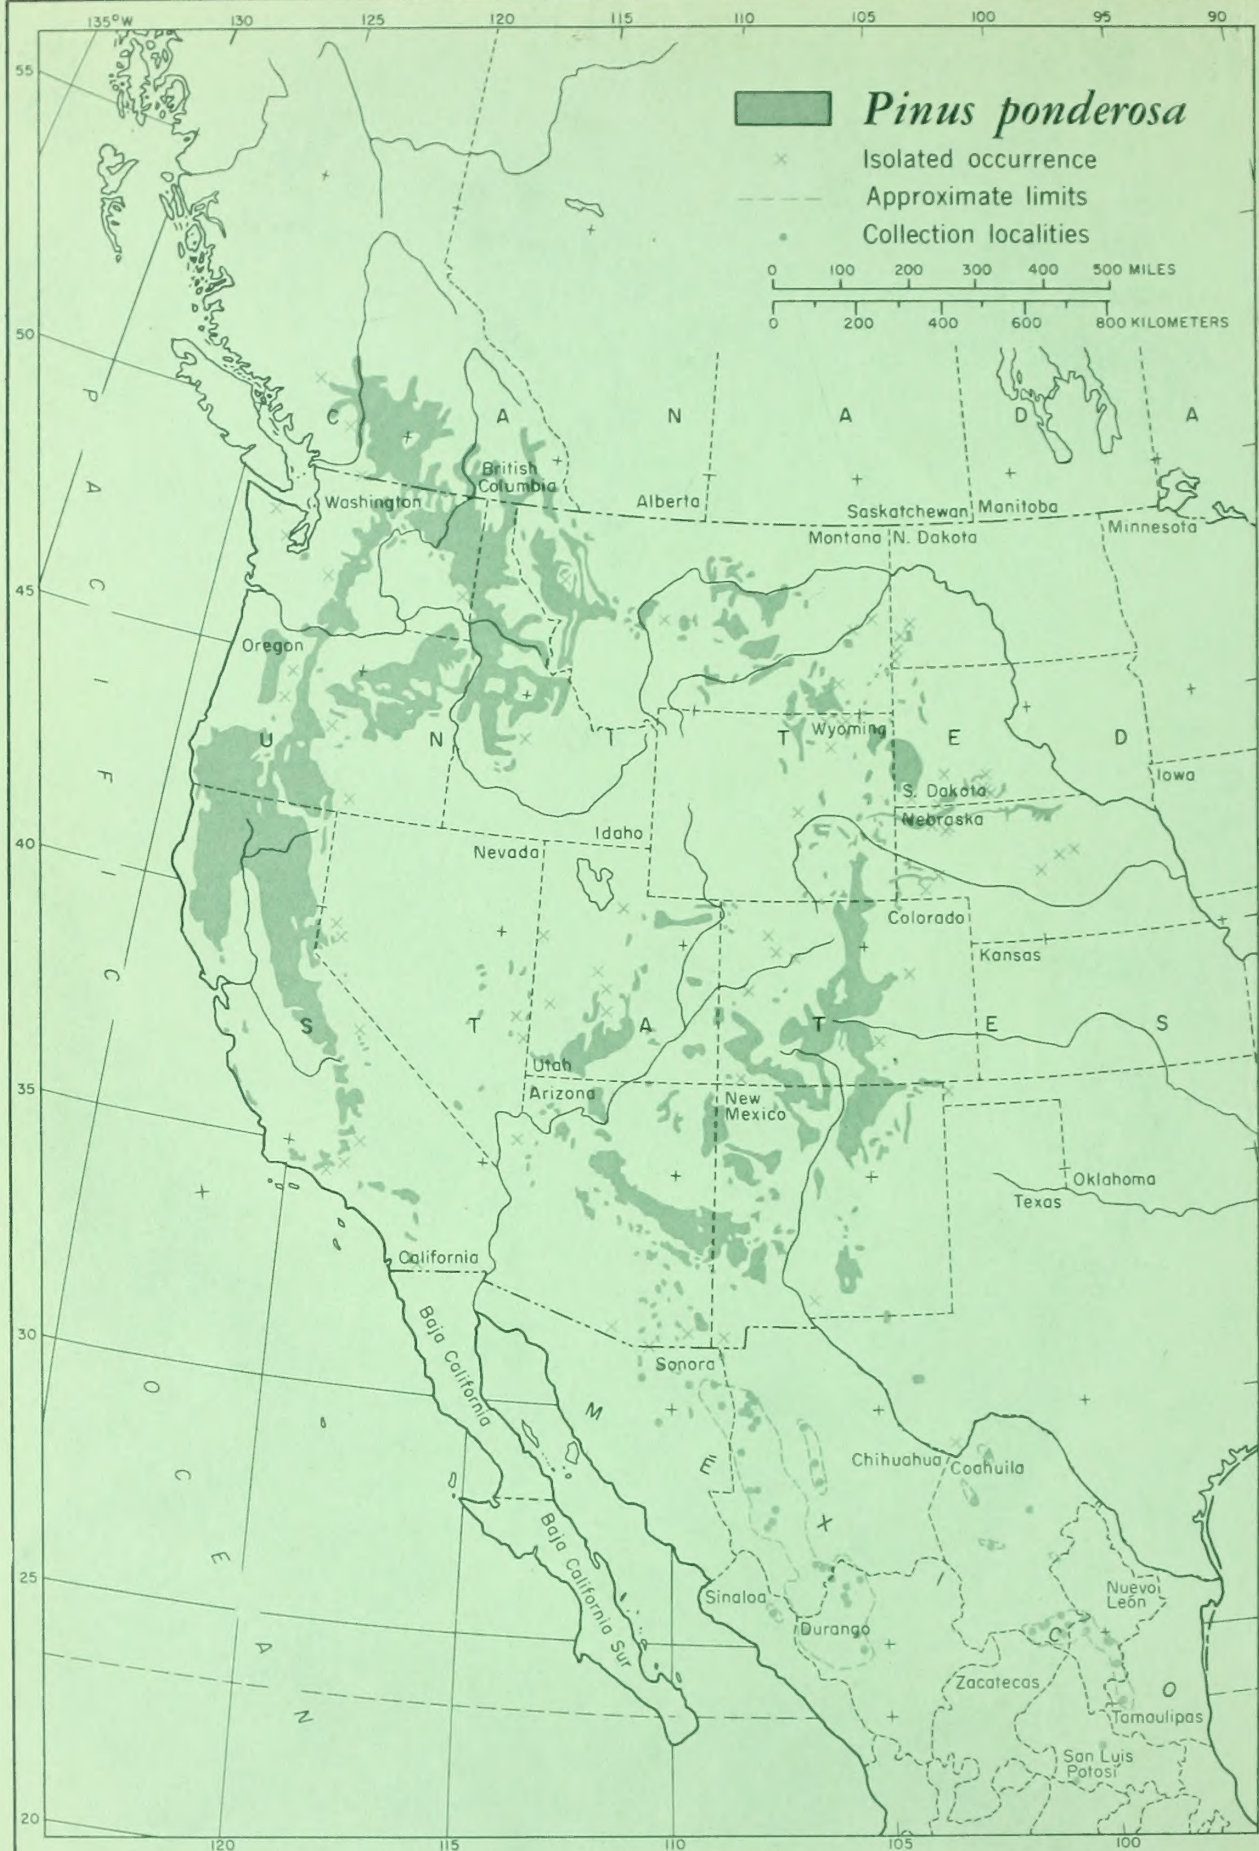 135°W 130 125 120 115 110 105 100 95 90
55
50
45
40
35
30
25
20
Pinus ponderosa
Isolated occurrence
Approximate limits
Collection localities
0 100 200 300 400 500 MILES
0 200 400 600 800 KILOMETERS
C A N A D A
British
Columbia
Alberta
Saskatchewan
Manitoba
Washington
Montana
N. Dakota
Minnesota
Oregon
U N I T E D
Wyoming
S. Dakota
Iowa
Nebraska
Idaho
Nevada
Colorado
Kansas
S T A T E S
Utah
Arizona
New
Mexico
Oklahoma
Texas
California
PACIFIC
OCEAN
Baja California
Sonora
M E X I C O
Chihuahua
Coahuila
Baja California Sur
Sinaloa
Durango
Nuevo
León
Zacatecas
Tamaulipas
San Luis
Potosí
120 115 110 105 100